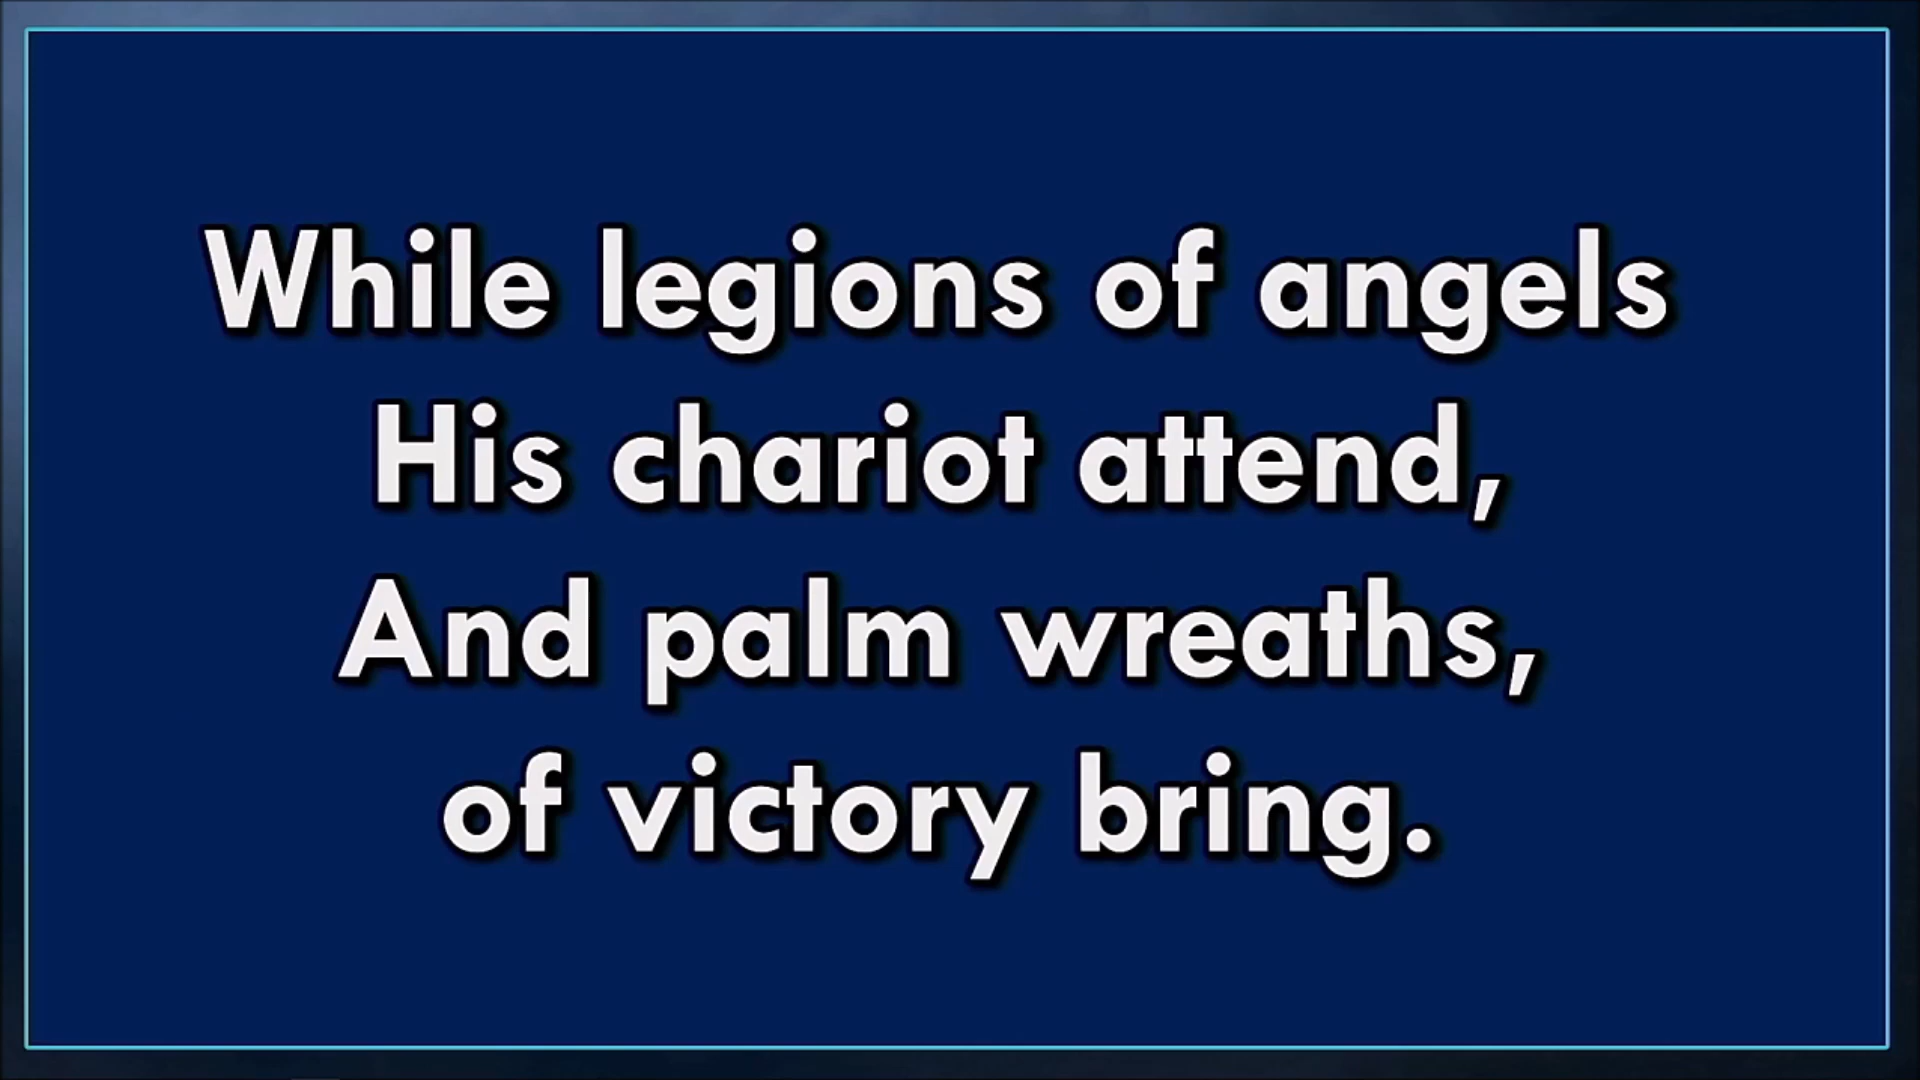 While legions of angels
His chariot attend,
And palm wreaths,
of victory bring.